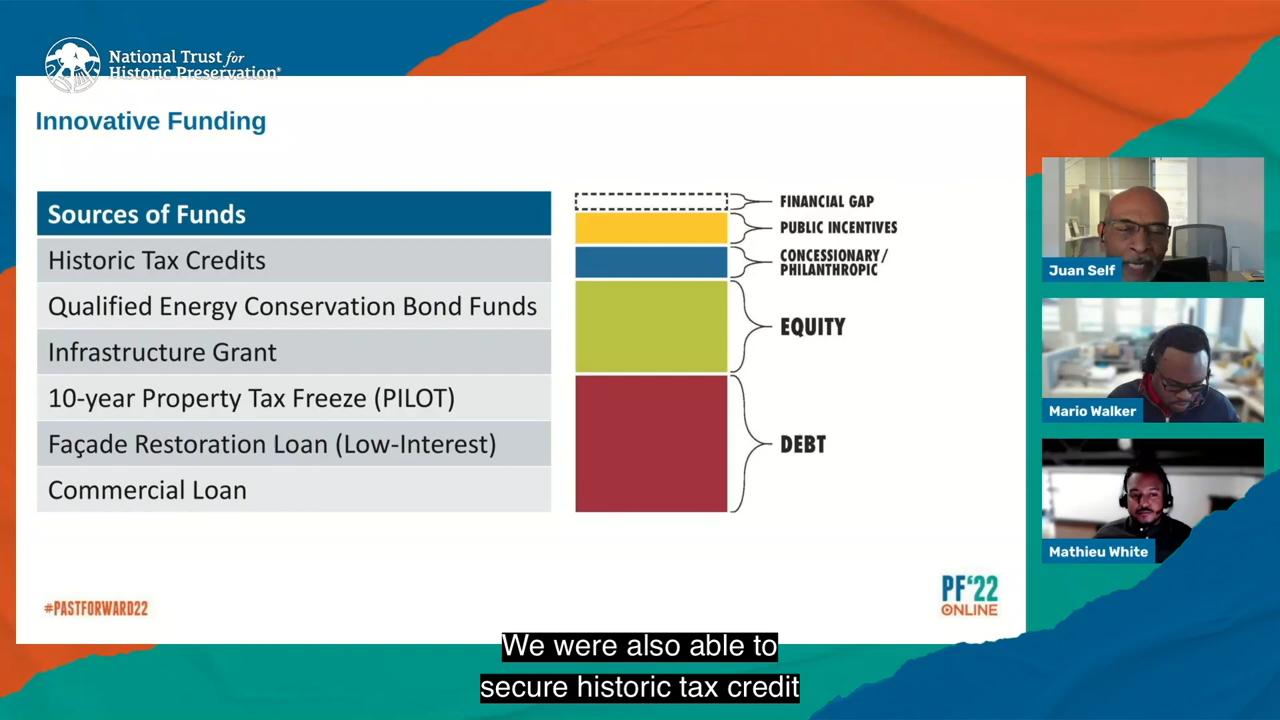 National Trust for
Historic Preservation®
Innovative Funding
Sources of Funds
Historic Tax Credits
Qualified Energy Conservation Bond Funds
Infrastructure Grant
10-year Property Tax Freeze (PILOT)
Façade Restoration Loan (Low-Interest)
Commercial Loan
FINANCIAL GAP
PUBLIC INCENTIVES
CONCESSIONARY/
PHILANTHROPIC
EQUITY
DEBT
#PASTFORWARD22
PF'22
ONLINE
Juan Self
Mario Walker
Mathieu White
We were also able to
secure historic tax credit